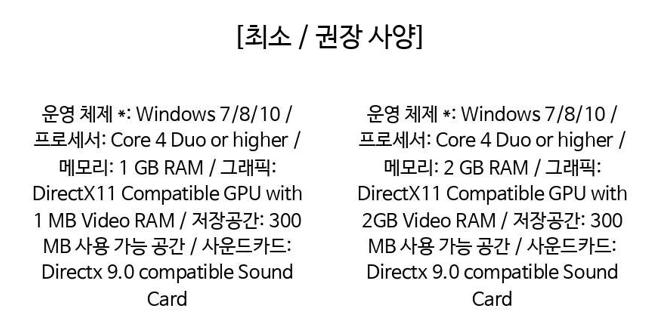 [최소 / 권장 사양]
운영 체제 *: Windows 7/8/10 /
프로세서: Core 4 Duo or higher /
메모리: 1 GB RAM / 그래픽:
DirectX11 Compatible GPU with
1 MB Video RAM / 저장공간: 300
MB 사용 가능 공간 / 사운드카드:
Directx 9.0 compatible Sound
Card
운영 체제 *: Windows 7/8/10 /
프로세서: Core 4 Duo or higher /
메모리: 2 GB RAM / 그래픽:
DirectX11 Compatible GPU with
2GB Video RAM / 저장공간: 300
MB 사용 가능 공간 / 사운드카드:
Directx 9.0 compatible Sound
Card